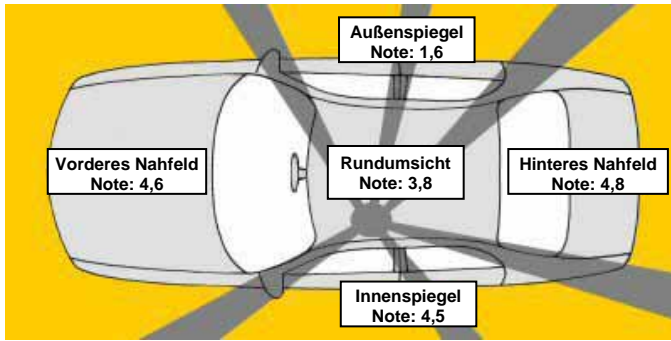 Außenspiegel
Note: 1,6
Vorderes Nahfeld
Note: 4,6
Rundumsicht
Note: 3,8
Hinteres Nahfeld
Note: 4,8
Innenspiegel
Note: 4,5